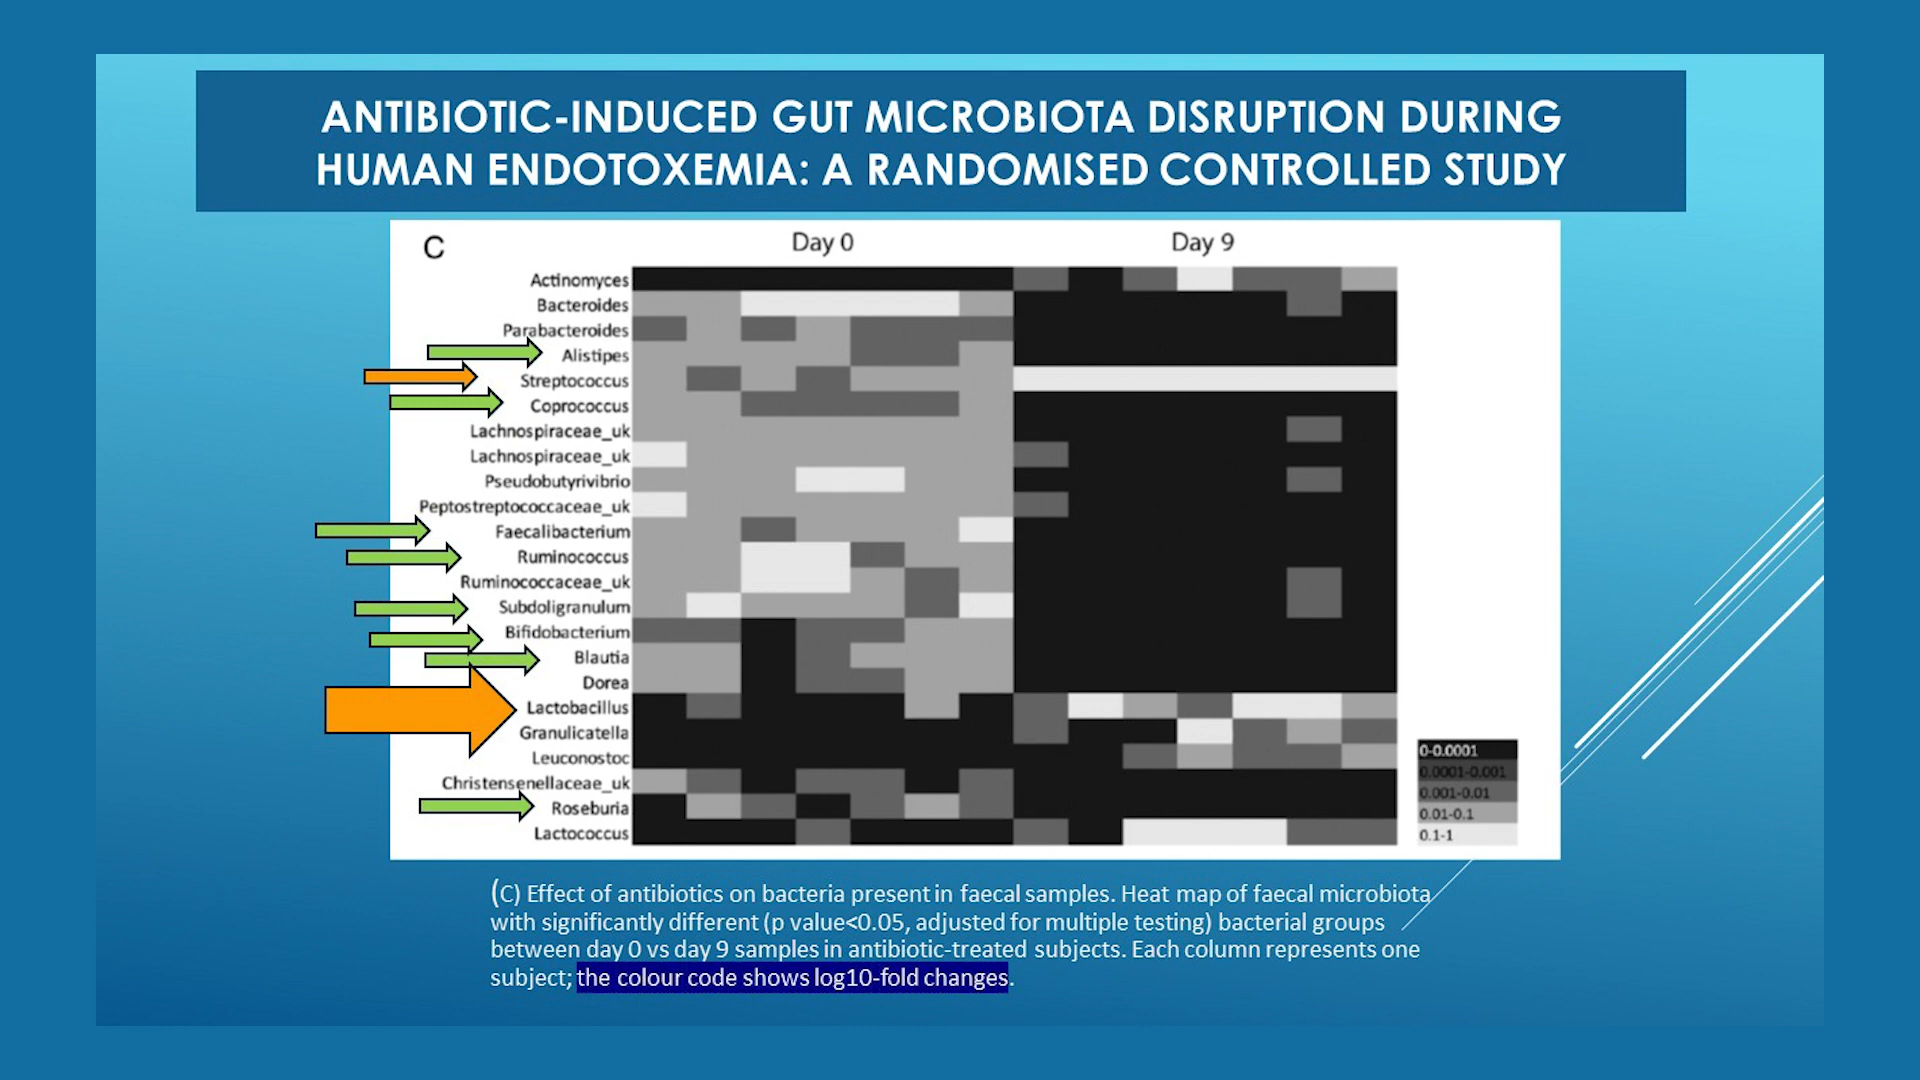 ANTIBIOTIC-INDUCED GUT MICROBIOTA DISRUPTION DURING
HUMAN ENDOTOXEMIA: A RANDOMISED CONTROLLED STUDY
C
Day 0
Day 9
Actinomyces
Bacteroides
Parabacteroides
Alistipes
Streptococcus
Coprococcus
Lachnospiraceae_uk
Lachnospiraceae_uk
Pseudobutyrivibrio
Peptostreptococcaceae_uk
Faecalibacterium
Ruminococcus
Ruminococcaceae_uk
Subdoligranulum
Bifidobacterium
Blautia
Dorea
Lactobacillus
Granulicatella
Leuconostoc
Christensenellaceae_uk
Roseburia
Lactococcus
0-0.0001
0.0001-0.001
0.001-0.01
0.01-0.1
0.1-1
(C) Effect of antibiotics on bacteria present in faecal samples. Heat map of faecal microbiota
with significantly different (p value<0.05, adjusted for multiple testing) bacterial groups
between day 0 vs day 9 samples in antibiotic-treated subjects. Each column represents one
subject; the colour code shows log10-fold changes.